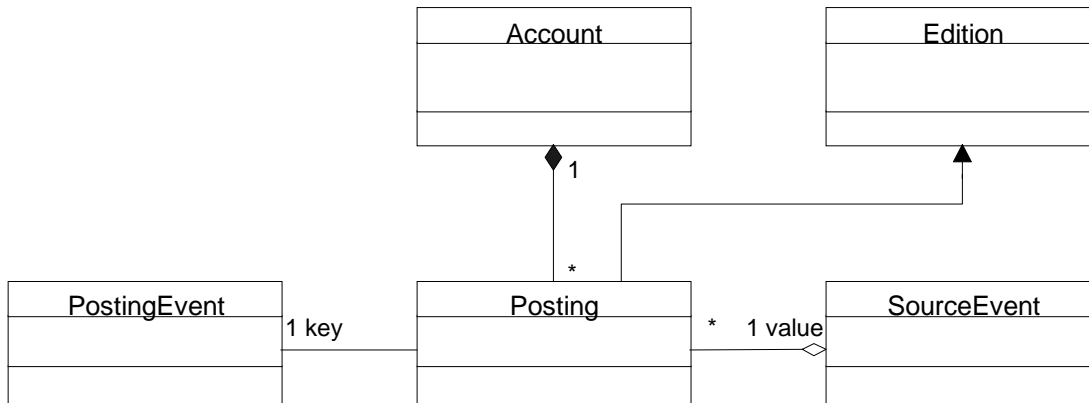 Account
Edition
1
*
PostingEvent
Posting
SourceEvent
1 key
*
1 value